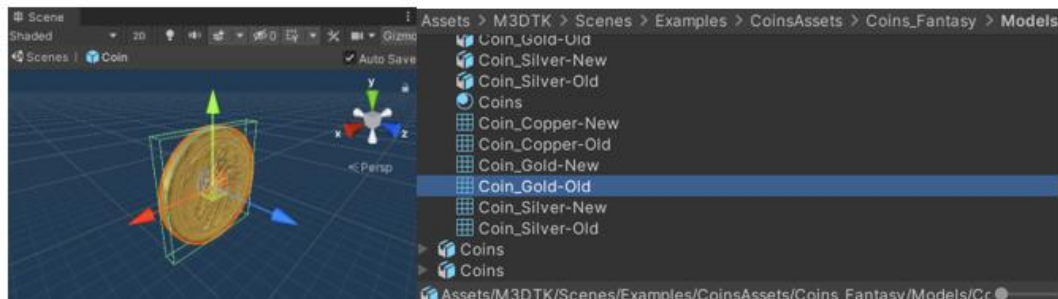 Scene
Shaded 2D 0 Gizmo
Scenes | Coin Auto Save
y
x z
Persp
Assets > M3DTK > Scenes > Examples > CoinsAssets > Coins_Fantasy > Models
Coin_Gold-Old
Coin_Silver-New
Coin_Silver-Old
Coins
Coin_Copper-New
Coin_Copper-Old
Coin_Gold-New
Coin_Gold-Old
Coin_Silver-New
Coin_Silver-Old
Coins
Coins
Assets/M3DTK/Scenes/Examples/CoinsAssets/Coins_Fantasy/Models/Co